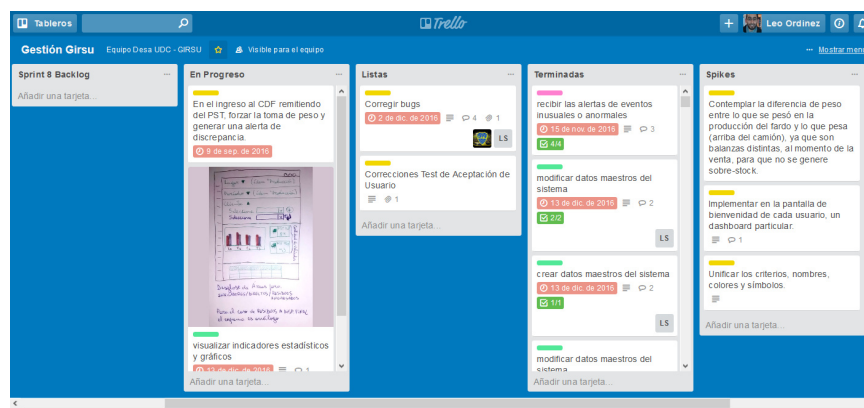 Tableros
Trello
Leo Ordinez
Gestión Girsu
Equipo Desa UDC - GIRSU
Visible para el equipo
Mostrar menú
Sprint 8 Backlog
Añadir una tarjeta...
En Progreso
En el ingreso al CDF remitiendo
del PST, forzar la toma de peso y
generar una alerta de
discrepancia.
9 de sep. de 2016
visualizar indicadores estadísticos
y gráficos
13 de dic. de 2016
1
Añadir una tarjeta...
Listas
Corregir bugs
2 de dic. de 2016
4
1
LS
Correcciones Test de Aceptación de
Usuario
1
Añadir una tarjeta...
Terminadas
recibir las alertas de eventos
inusuales o anormales
15 de nov. de 2016
3
4/4
modificar datos maestros del
sistema
13 de dic. de 2016
2
2/2
LS
crear datos maestros del sistema
13 de dic. de 2016
2
1/1
LS
modificar datos maestros del
sistema
Añadir una tarjeta...
Spikes
Contemplar la diferencia de peso
entre lo que se pesó en la
producción del fardo y lo que pesa
(arriba del camión), ya que son
balanzas distintas, al momento de la
venta, para que no se genere
sobre-stock.
Implementar en la pantalla de
bienvenidad de cada usuario, un
dashboard particular.
1
Unificar los criterios, nombres,
colores y símbolos.
Añadir una tarjeta...